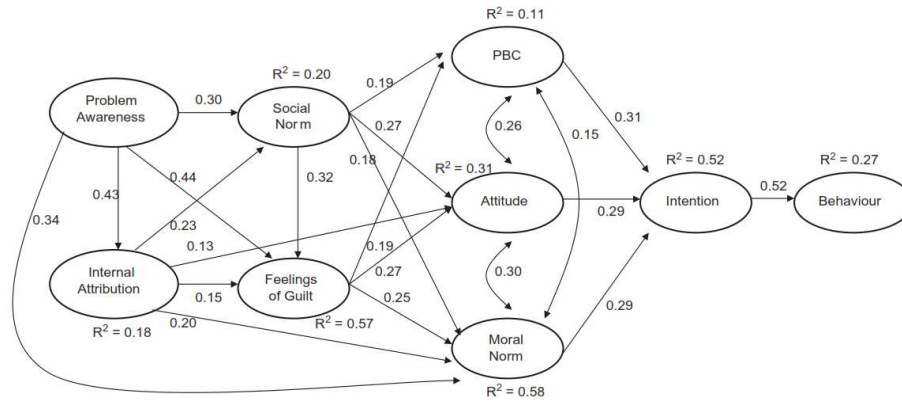 R² = 0.11
PBC
R² = 0.20
0.19
Problem
Awareness
0.30
Social
Norm
0.31
0.27
0.26
0.15
0.18
R² = 0.31
R² = 0.52
R² = 0.27
0.43
0.44
0.32
Attitude
Intention
0.52
Behaviour
0.34
0.23
0.29
0.13
0.19
Internal
Attribution
Feelings
of Guilt
0.27
0.30
0.15
0.25
0.29
0.20
R² = 0.18
R² = 0.57
Moral
Norm
R² = 0.58